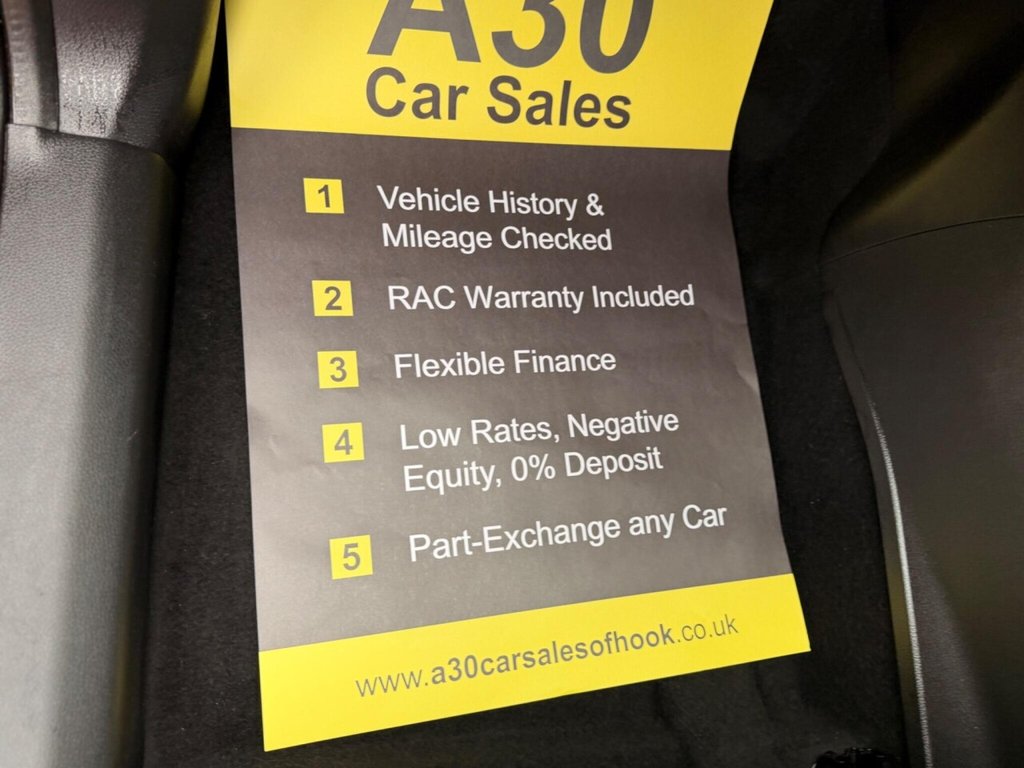 A30
Car Sales
1 Vehicle History &
Mileage Checked
2 RAC Warranty Included
3 Flexible Finance
4 Low Rates, Negative
Equity, 0% Deposit
5 Part-Exchange any Car
www.a30carsalesofhook.co.uk